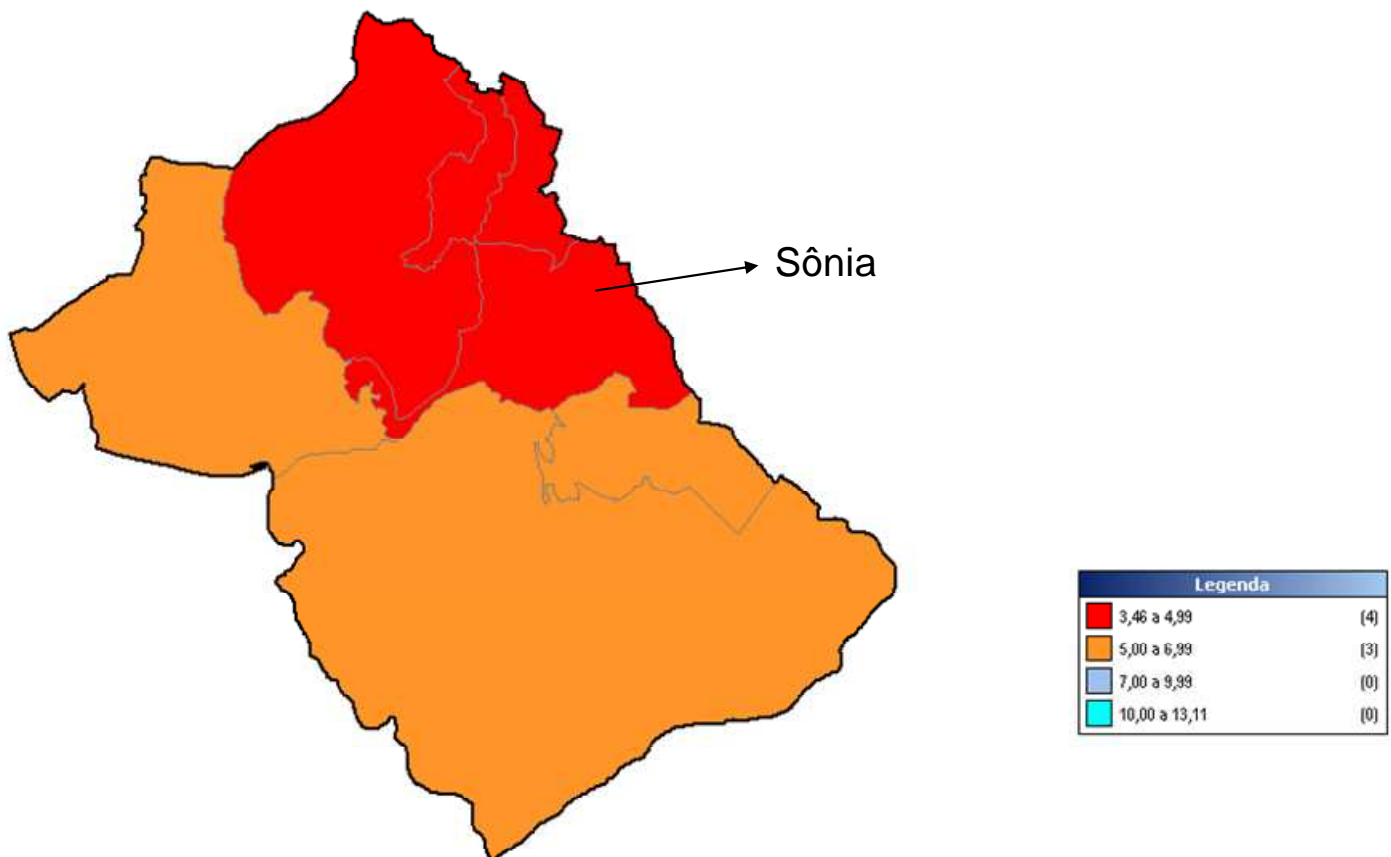 Sônia
Legenda
3,46 a 4,99 (4)
5,00 a 6,99 (3)
7,00 a 9,99 (0)
10,00 a 13,11 (0)